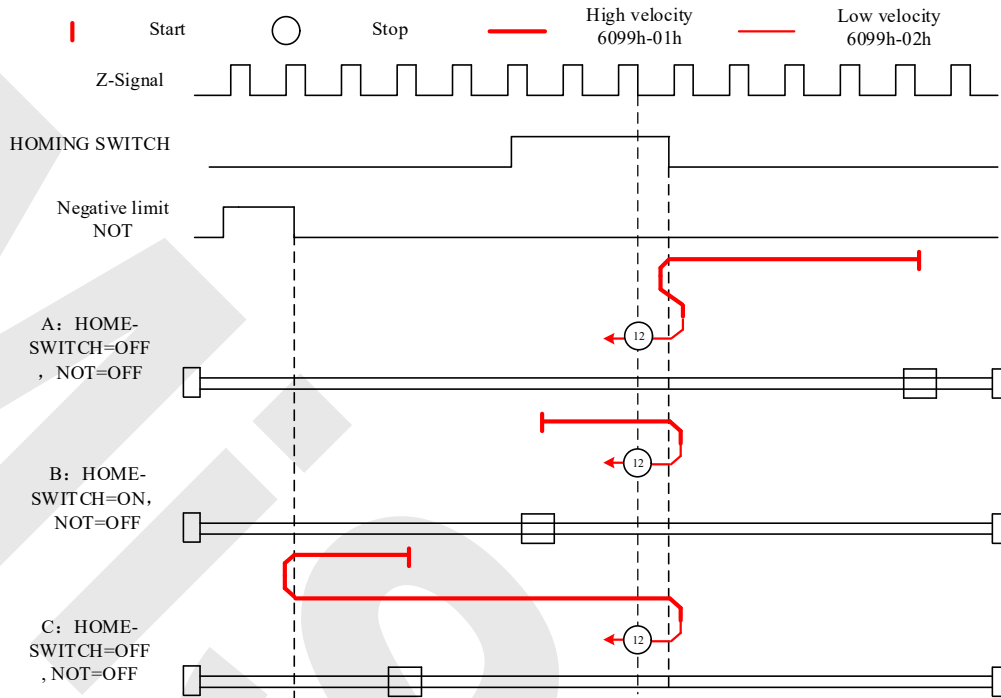 Start
Stop
High velocity
6099h-01h
Low velocity
6099h-02h
Z-Signal
HOMING SWITCH
Negative limit
NOT
A：HOME-
SWITCH=OFF
，NOT=OFF
12
B：HOME-
SWITCH=ON，
NOT=OFF
12
C：HOME-
SWITCH=OFF
, NOT=OFF
12